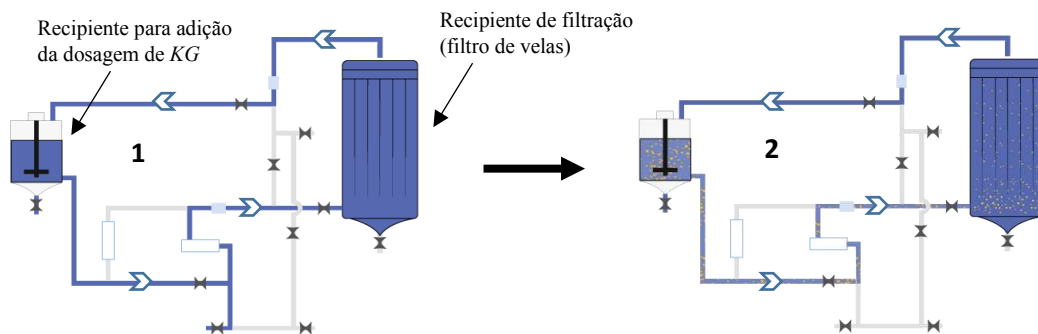 Recipiente para adição
da dosagem de KG
Recipiente de filtração
(filtro de velas)
1
2